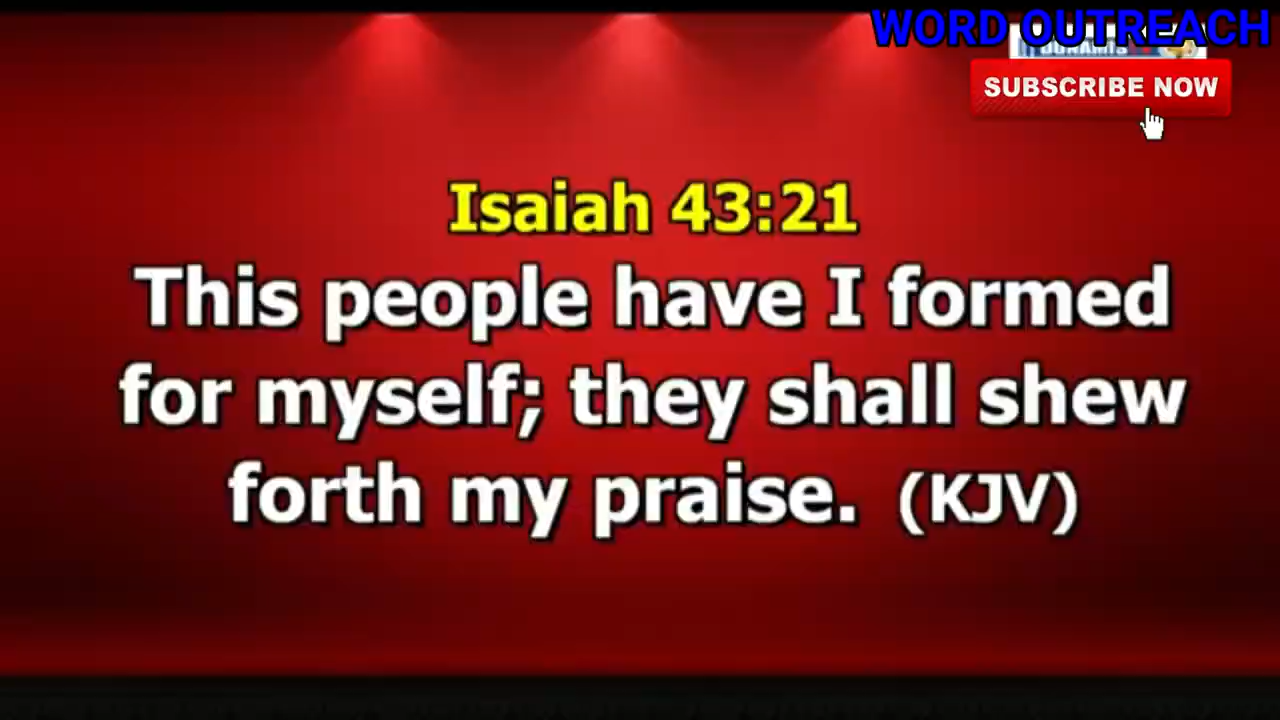 WORD OUTREACH
SUBSCRIBE NOW
Isaiah 43:21
This people have I formed
for myself; they shall shew
forth my praise. (KJV)